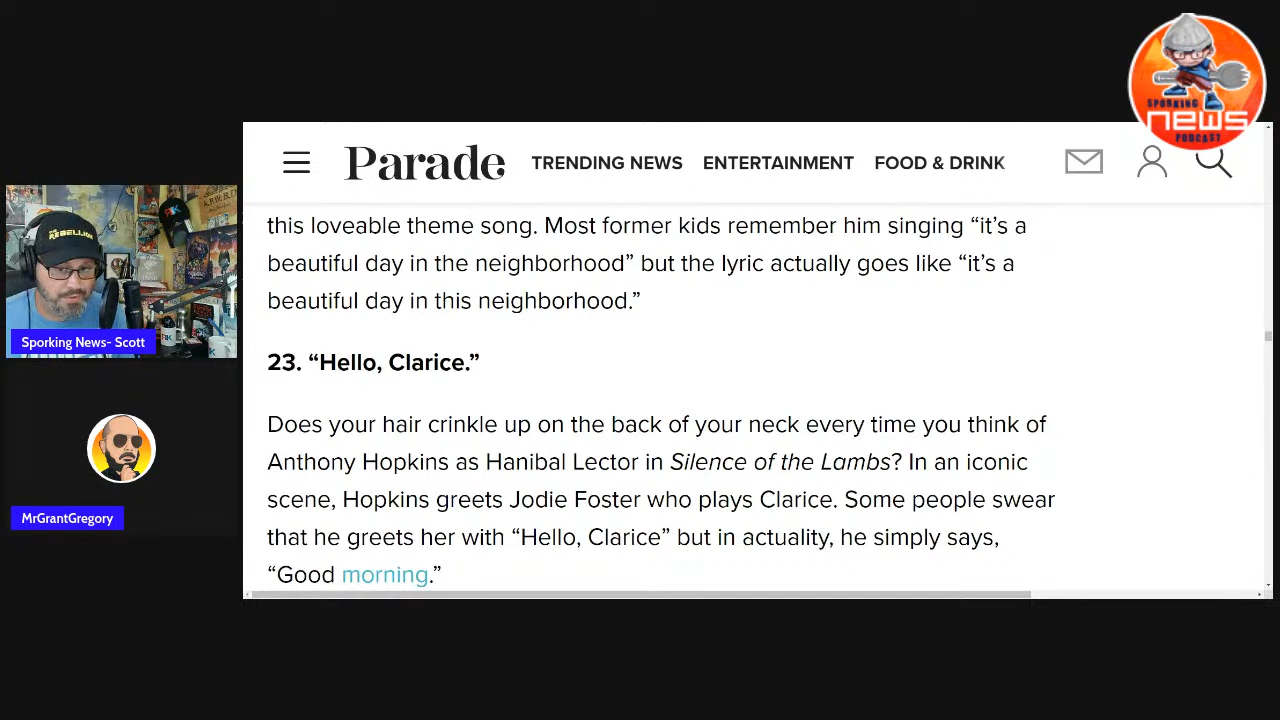 SPORKING
news
PODCAST
Parade TRENDING NEWS ENTERTAINMENT FOOD & DRINK
this loveable theme song. Most former kids remember him singing “it’s a
beautiful day in the neighborhood” but the lyric actually goes like “it’s a
beautiful day in this neighborhood.”
23. “Hello, Clarice.”
Does your hair crinkle up on the back of your neck every time you think of
Anthony Hopkins as Hanibal Lector in Silence of the Lambs? In an iconic
scene, Hopkins greets Jodie Foster who plays Clarice. Some people swear
that he greets her with “Hello, Clarice” but in actuality, he simply says,
“Good morning.”
REBELLION
Sporking News- Scott
MrGrantGregory